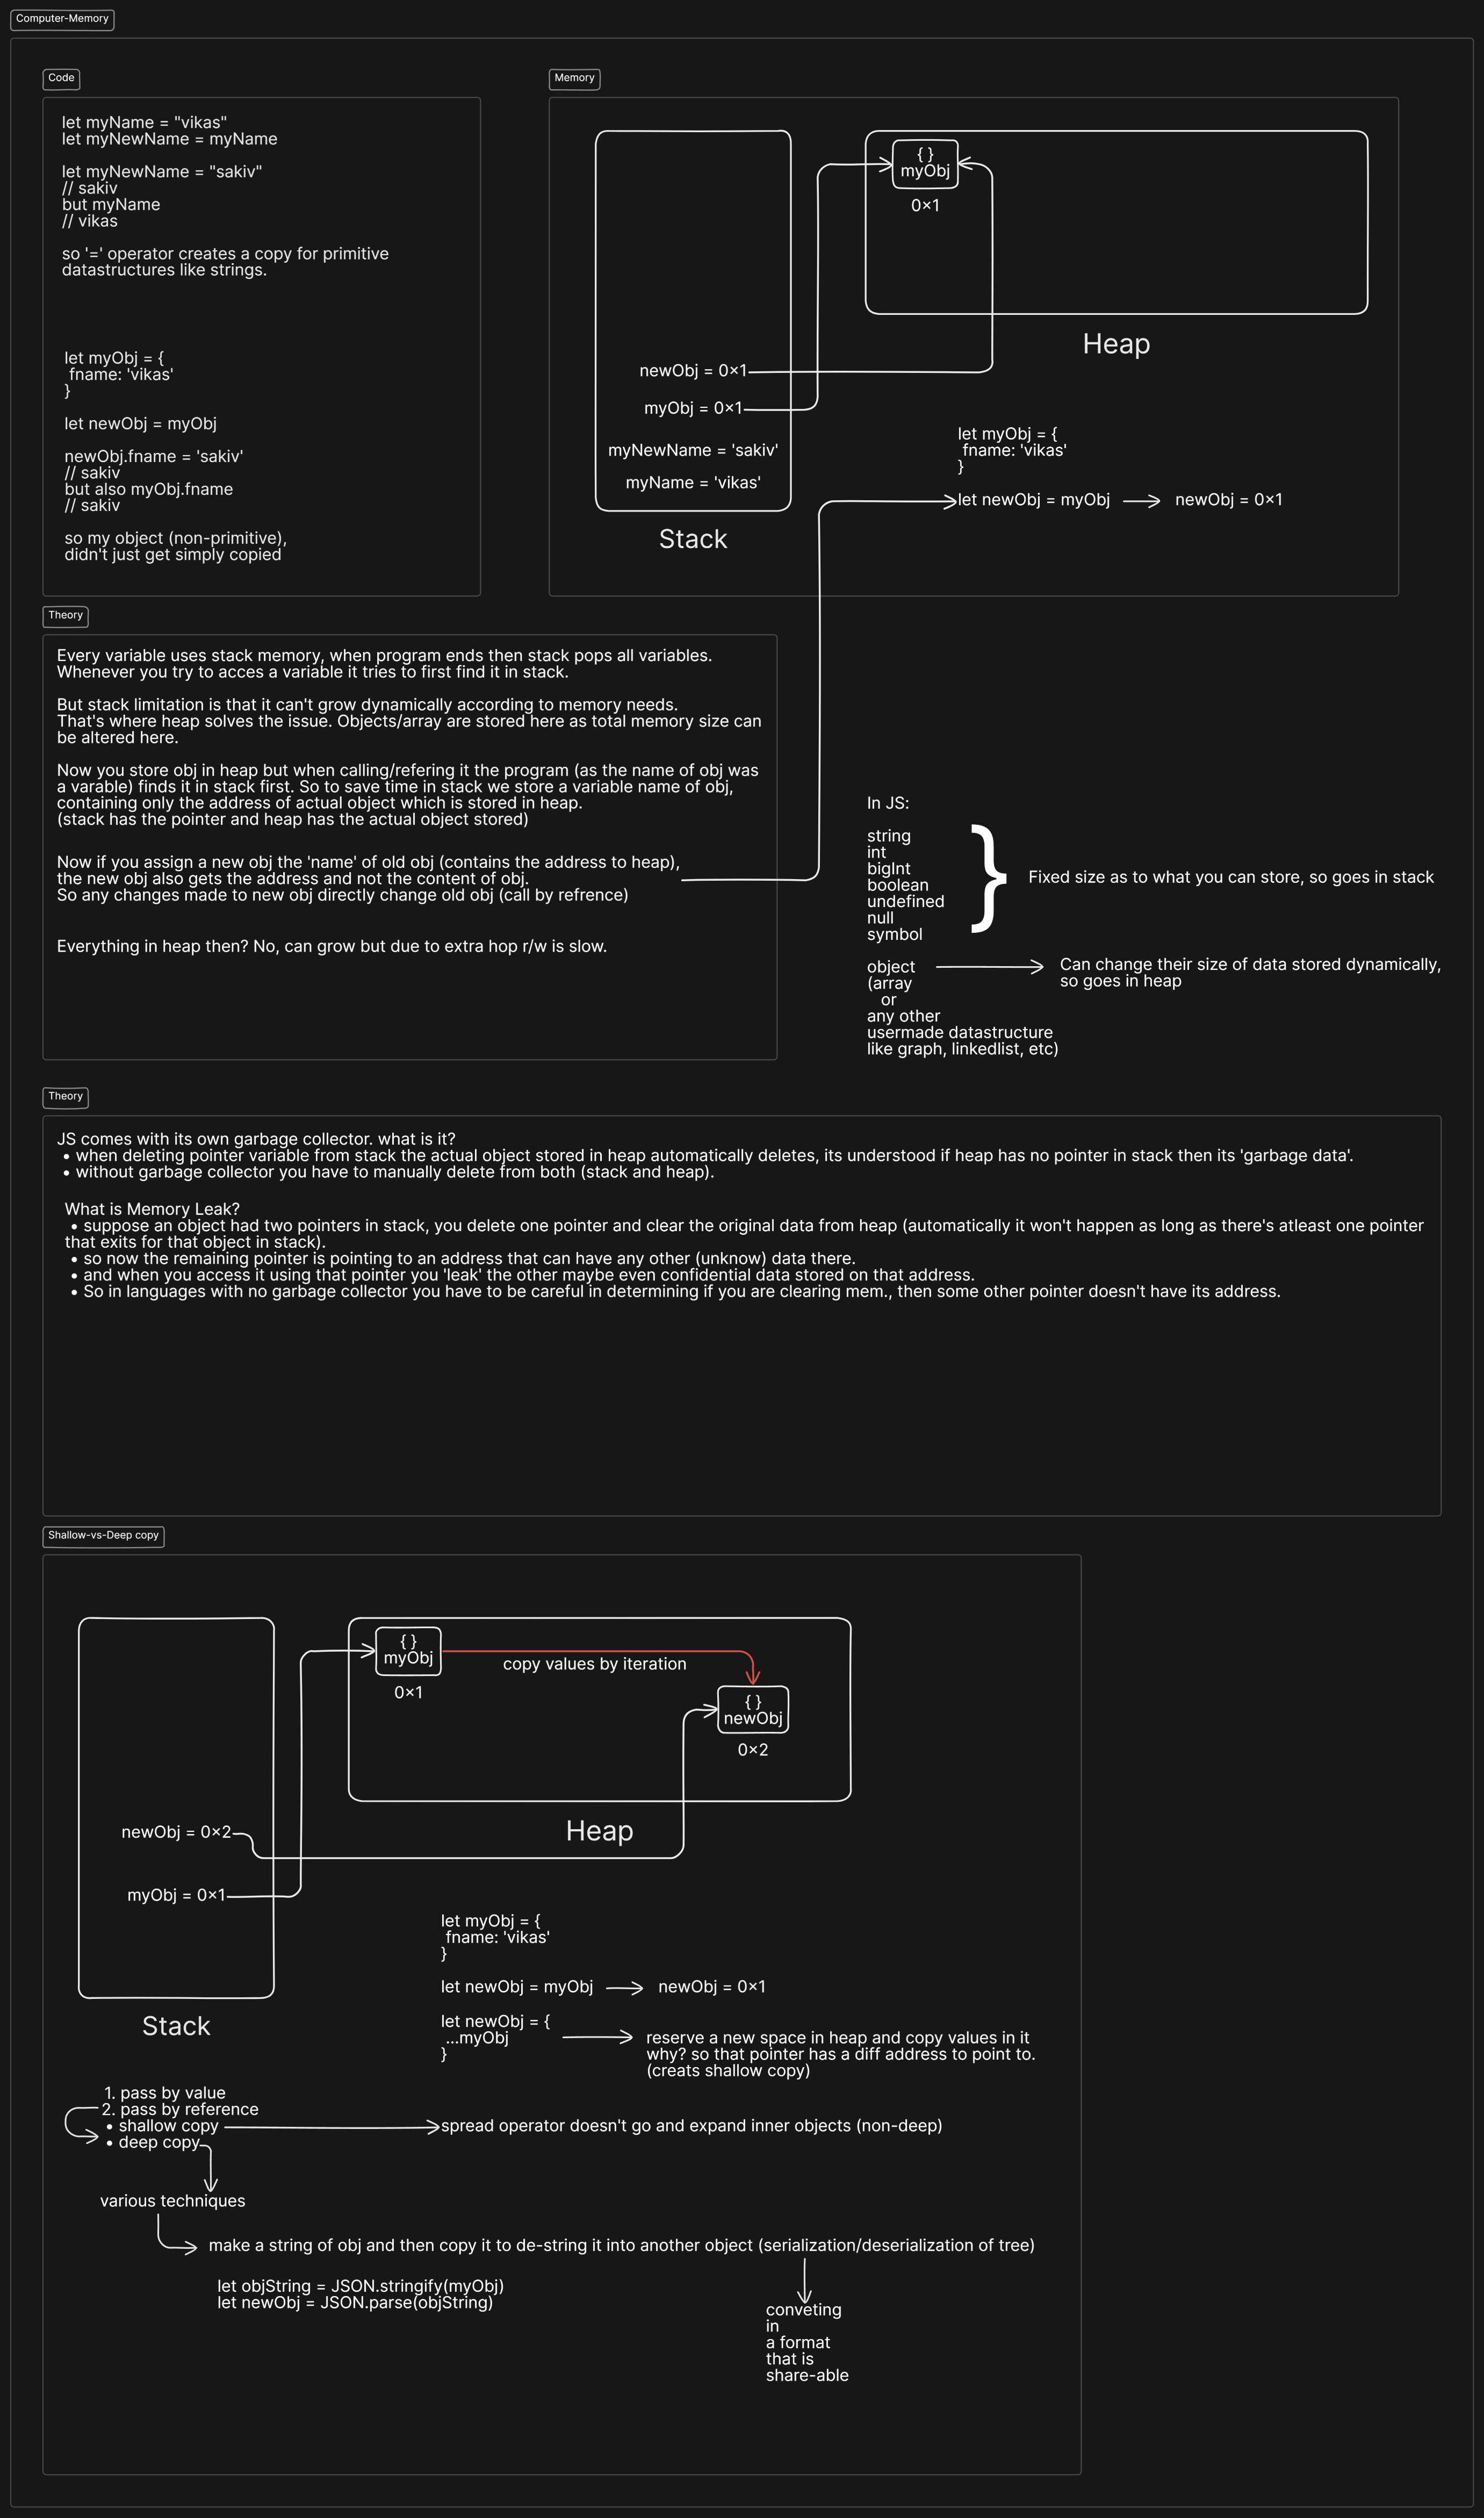 Computer-Memory
Code
let myName = "vikas"
let myNewName = myName
let myNewName = "sakiv"
// sakiv
but myName
// vikas
so '=' operator creates a copy for primitive
datastructures like strings.
let myObj = {
fname: 'vikas'
}
let newObj = myObj
newObj.fname = 'sakiv'
// sakiv
but also myObj.fname
// sakiv
so my object (non-primitive),
didn't just get simply copied
Memory
{ }
myObj
0x1
Heap
newObj = 0x1
myObj = 0x1
myNewName = 'sakiv'
myName = 'vikas'
Stack
let myObj = {
fname: 'vikas'
}
let newObj = myObj
newObj = 0x1
Theory
Every variable uses stack memory, when program ends then stack pops all variables.
Whenever you try to acces a variable it tries to first find it in stack.
But stack limitation is that it can't grow dynamically according to memory needs.
That's where heap solves the issue. Objects/array are stored here as total memory size can
be altered here.
Now you store obj in heap but when calling/refering it the program (as the name of obj was
a varable) finds it in stack first. So to save time in stack we store a variable name of obj,
containing only the address of actual object which is stored in heap.
(stack has the pointer and heap has the actual object stored)
Now if you assign a new obj the 'name' of old obj (contains the address to heap),
the new obj also gets the address and not the content of obj.
So any changes made to new obj directly change old obj (call by refrence)
Everything in heap then? No, can grow but due to extra hop r/w is slow.
In JS:
string
int
bigInt
boolean
undefined
null
symbol
}
Fixed size as to what you can store, so goes in stack
object
(array
or
any other
usermade datastructure
like graph, linkedlist, etc)
Can change their size of data stored dynamically,
so goes in heap
Theory
JS comes with its own garbage collector. what is it?
• when deleting pointer variable from stack the actual object stored in heap automatically deletes, its understood if heap has no pointer in stack then its 'garbage data'.
• without garbage collector you have to manually delete from both (stack and heap).
What is Memory Leak?
• suppose an object had two pointers in stack, you delete one pointer and clear the original data from heap (automatically it won't happen as long as there's atleast one pointer
that exits for that object in stack).
• so now the remaining pointer is pointing to an address that can have any other (unknow) data there.
• and when you access it using that pointer you 'leak' the other maybe even confidential data stored on that address.
• So in languages with no garbage collector you have to be careful in determining if you are clearing mem., then some other pointer doesn't have its address.
Shallow-vs-Deep copy
{ }
myObj
0x1
copy values by iteration
{ }
newObj
0x2
Heap
newObj = 0x2
myObj = 0x1
Stack
let myObj = {
fname: 'vikas'
}
let newObj = myObj
newObj = 0x1
let newObj = {
...myObj
}
reserve a new space in heap and copy values in it
why? so that pointer has a diff address to point to.
(creats shallow copy)
1. pass by value
2. pass by reference
• shallow copy
• deep copy
spread operator doesn't go and expand inner objects (non-deep)
various techniques
make a string of obj and then copy it to de-string it into another object (serialization/deserialization of tree)
let objString = JSON.stringify(myObj)
let newObj = JSON.parse(objString)
conveting
in
a format
that is
share-able